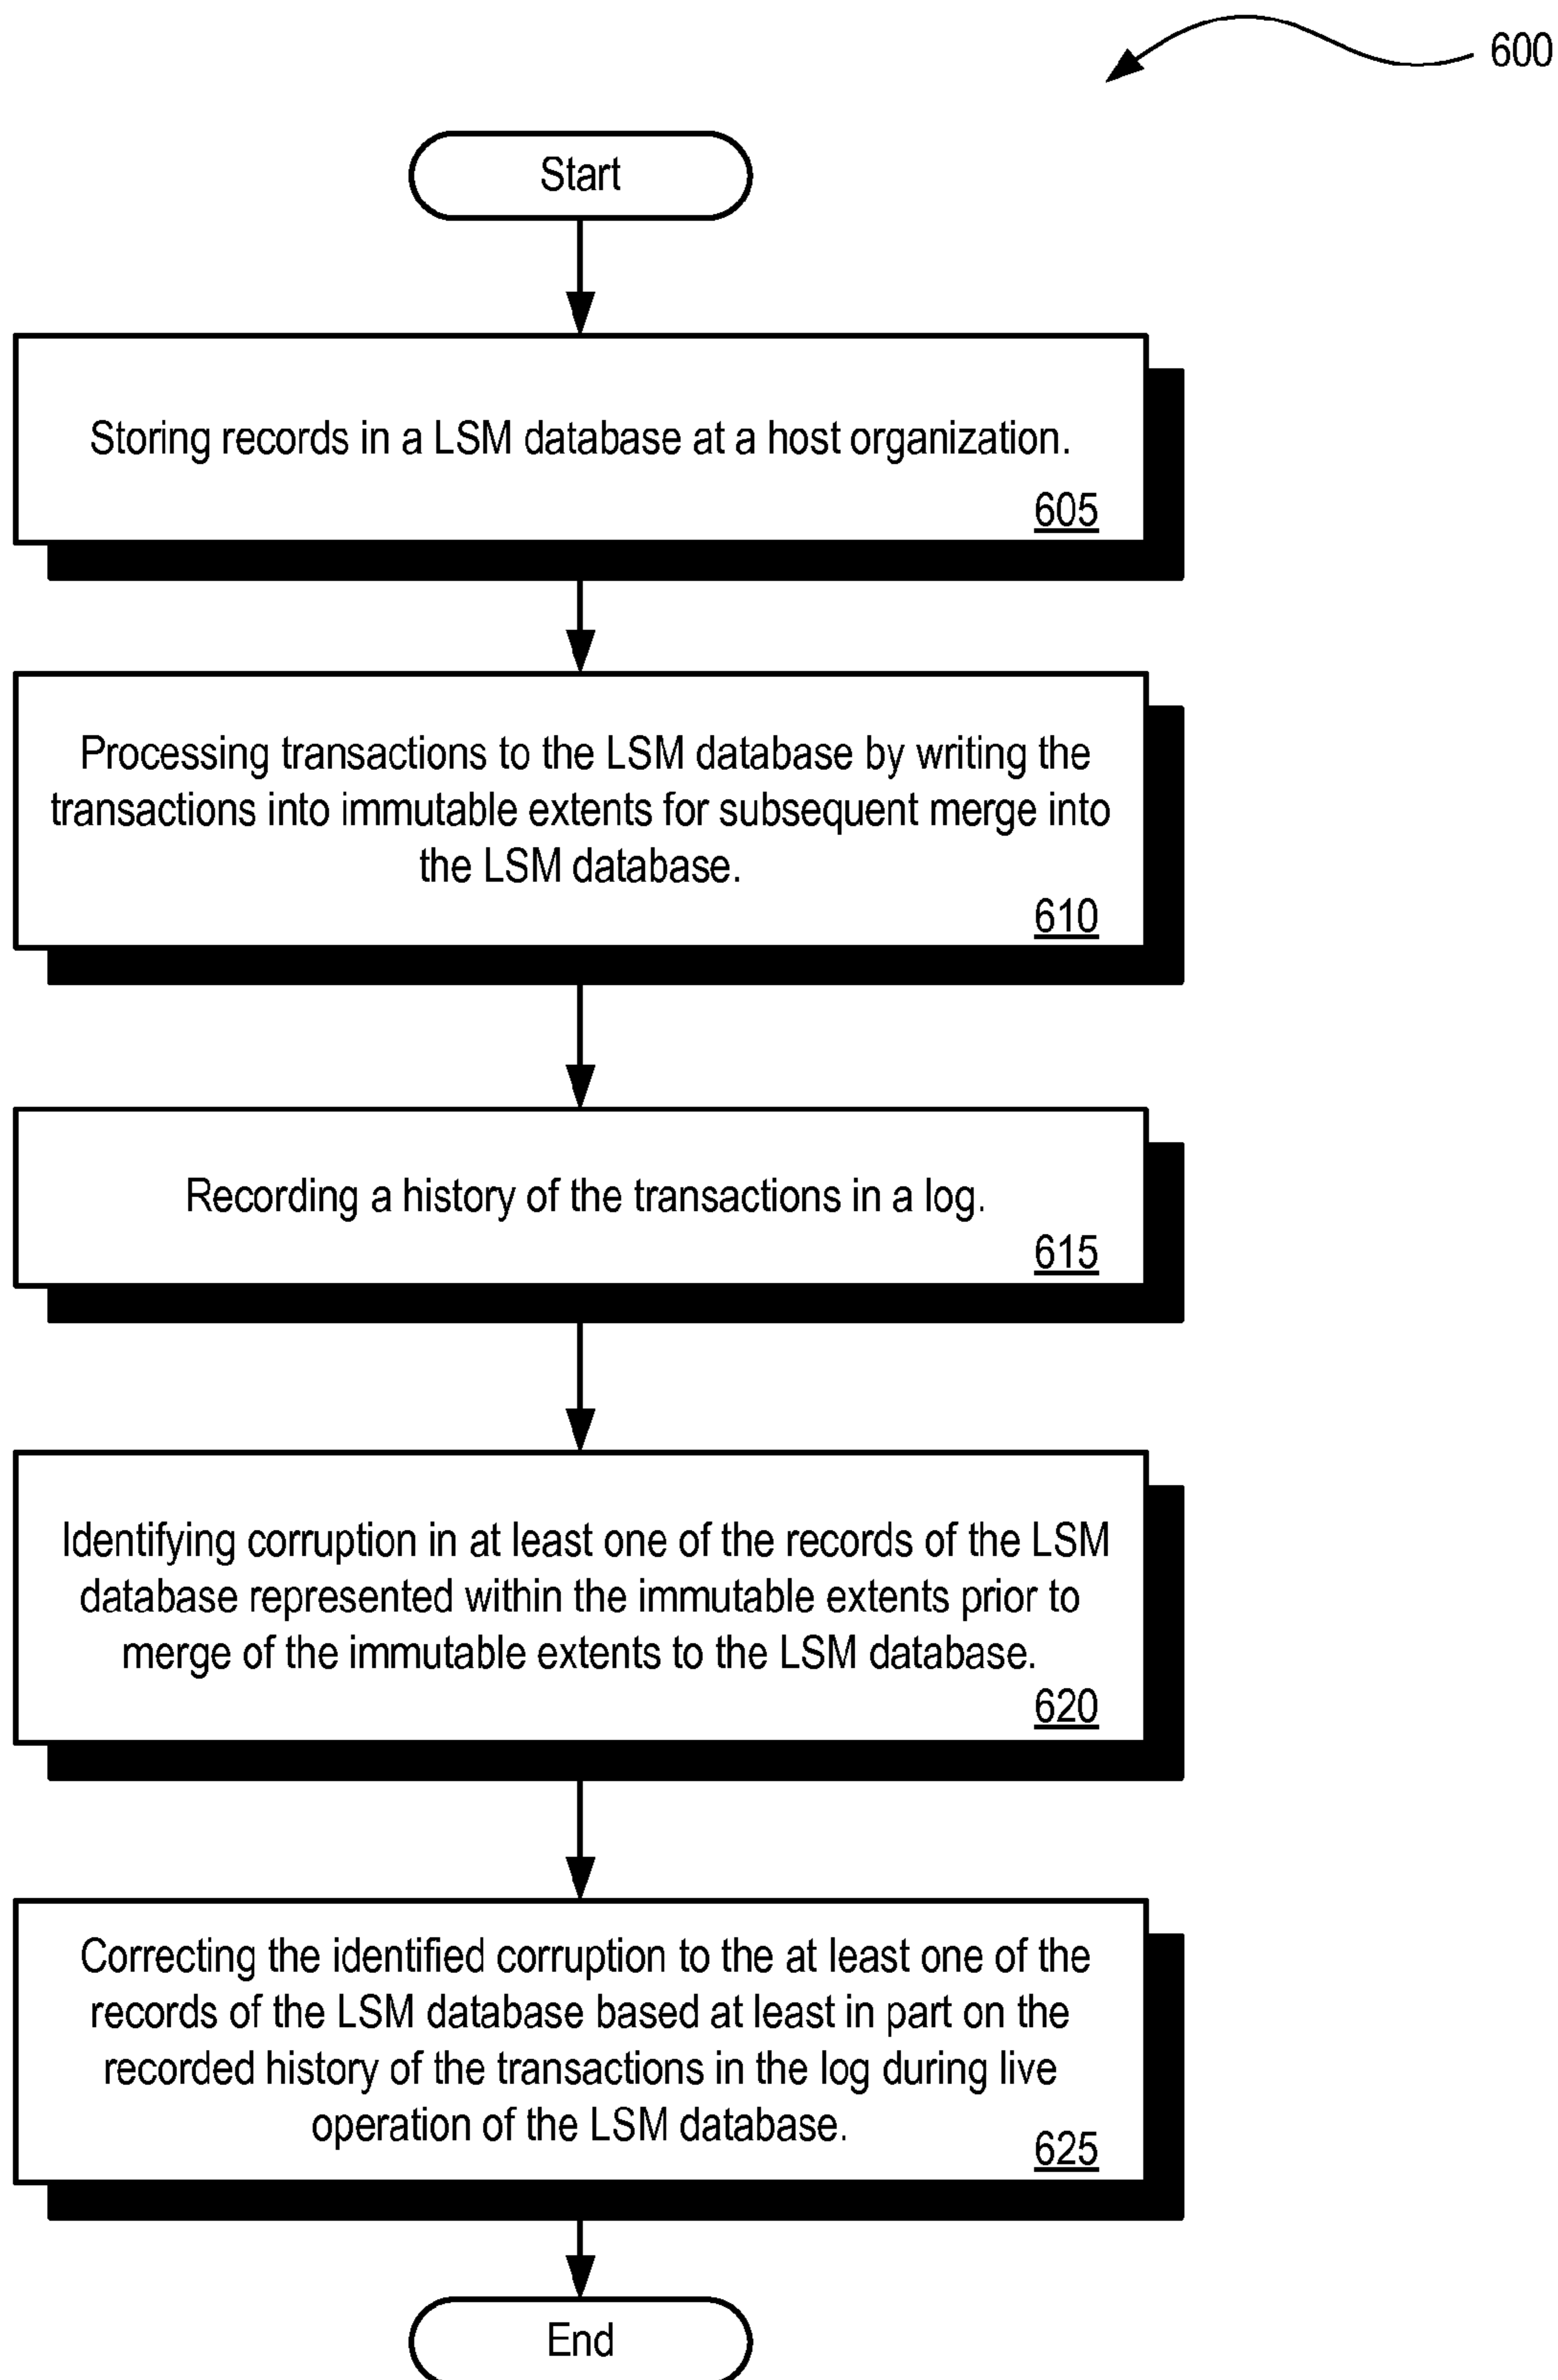 600
Start
Storing records in a LSM database at a host organization.
605
Processing transactions to the LSM database by writing the
transactions into immutable extents for subsequent merge into
the LSM database.
610
Recording a history of the transactions in a log.
615
Identifying corruption in at least one of the records of the LSM
database represented within the immutable extents prior to
merge of the immutable extents to the LSM database.
620
Correcting the identified corruption to the at least one of the
records of the LSM database based at least in part on the
recorded history of the transactions in the log during live
operation of the LSM database.
625
End